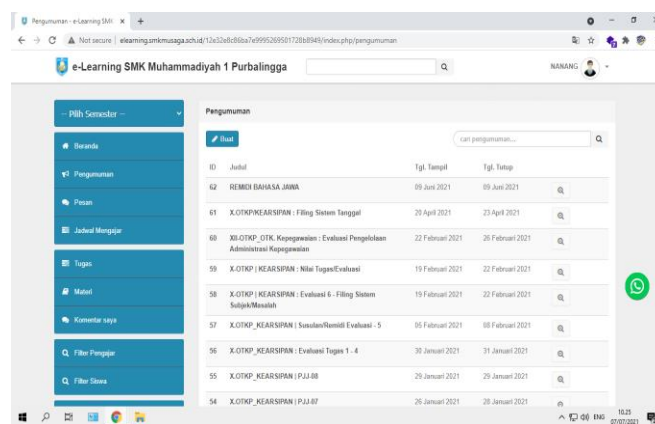 Pengumuman - e-Learning SMK
Not secure | elearning.smkmusaga.sch.id/12e32e8c86ba7e9995269501728b8949/index.php/pengumuman
e-Learning SMK Muhammadiyah 1 Purbalingga
NANANG
-- Pilih Semester --
Beranda
Pengumuman
Pesan
Jadwal Mengajar
Tugas
Materi
Komentar saya
Filter Pengajar
Filter Siswa
Pengumuman
Buat
cari pengumuman...
ID Judul Tgl. Tampil Tgl. Tutup
62 REMIDI BAHASA JAWA 09 Juni 2021 09 Juni 2021
61 X.OTKP/KEARSIPAN : Filing Sistem Tanggal 20 April 2021 23 April 2021
60 XII-OTKP_OTK. Kepegawaian : Evaluasi Pengelolaan 22 Februari 2021 26 Februari 2021
Administrasi Kepegawaian
59 X-OTKP | KEARSIPAN : Nilai Tugas/Evaluasi 19 Februari 2021 22 Februari 2021
58 X-OTKP | KEARSIPAN : Evaluasi 6 - Filing Sistem 19 Februari 2021 22 Februari 2021
Subjek/Masalah
57 X.OTKP_KEARSIPAN | Susulan/Remidi Evaluasi - 5 05 Februari 2021 08 Februari 2021
56 X.OTKP_KEARSIPAN : Evaluasi Tugas 1 - 4 30 Januari 2021 31 Januari 2021
55 X.OTKP_KEARSIPAN | PJJ-08 29 Januari 2021 29 Januari 2021
54 X.OTKP_KEARSIPAN | PJJ-07 26 Januari 2021 28 Januari 2021
ENG
10.25
07/07/2021